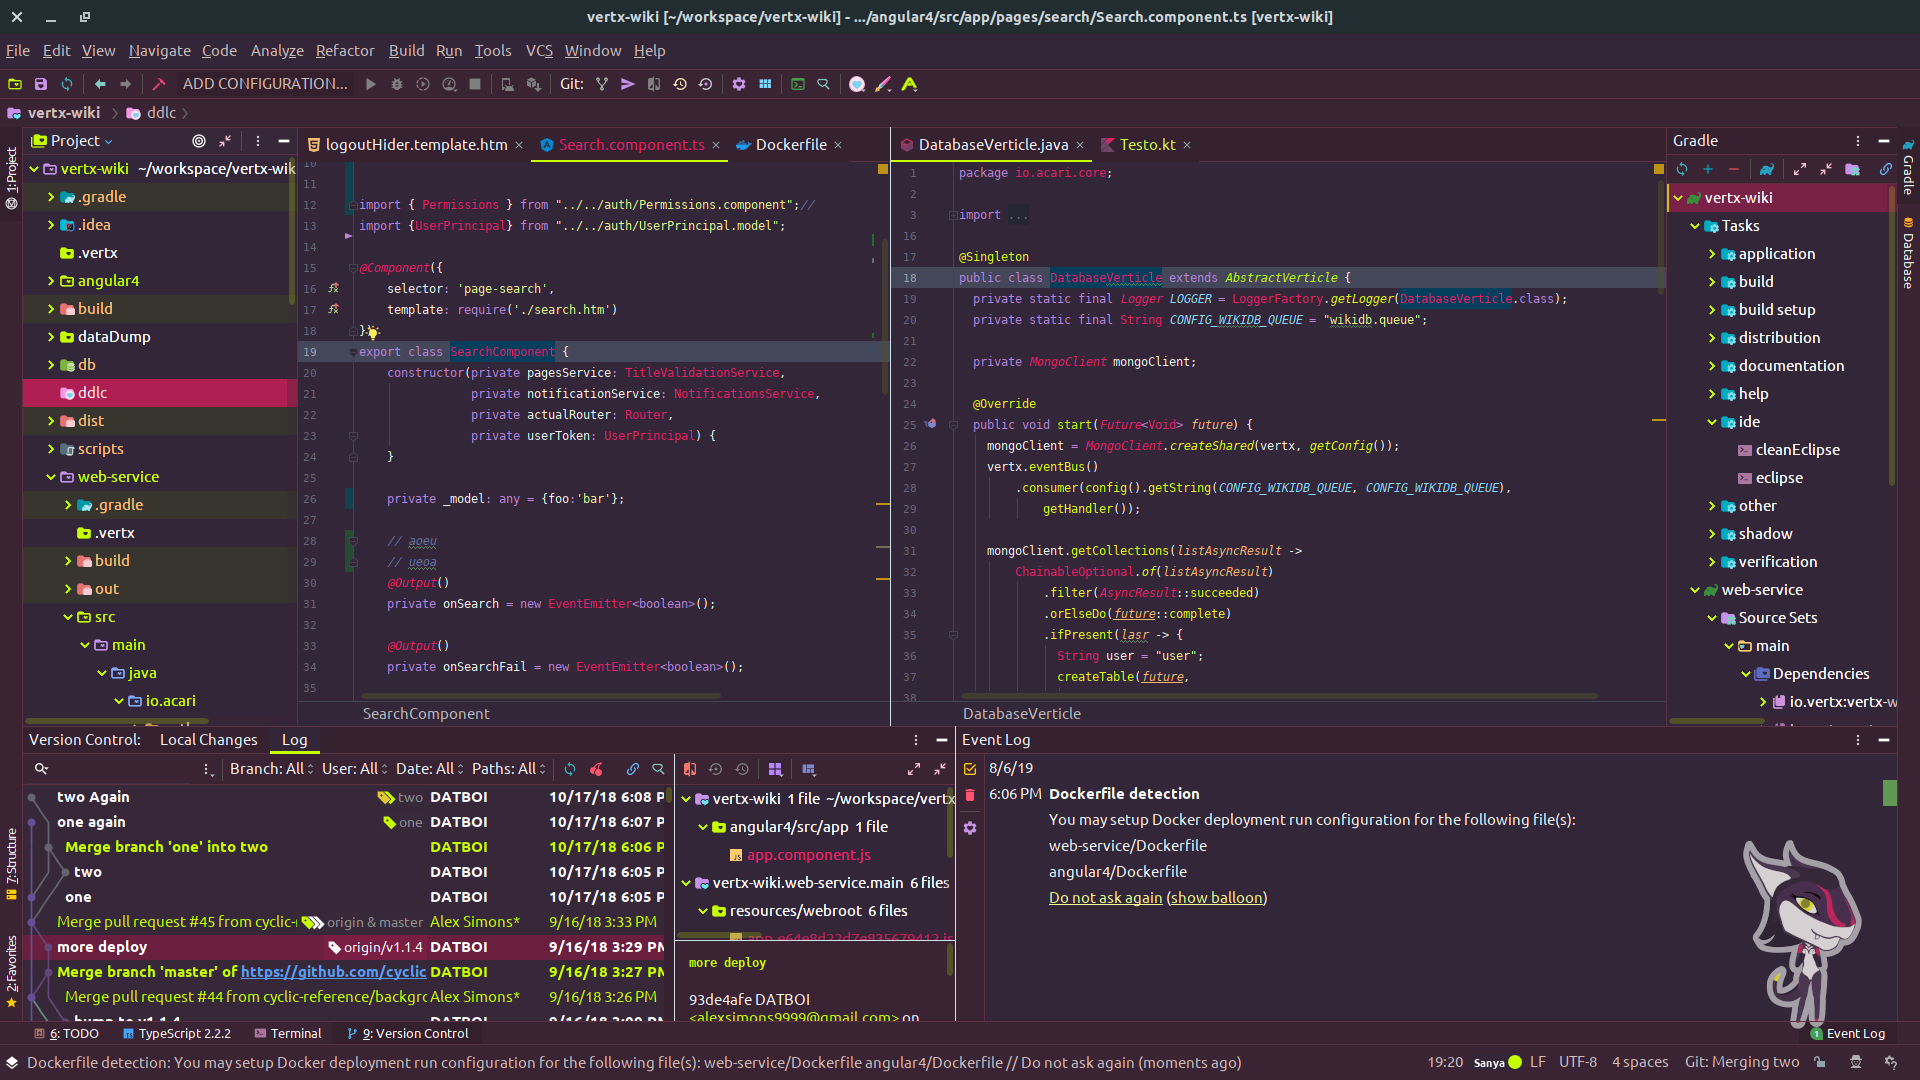 vertx-wiki [~/workspace/vertx-wiki] - .../angular4/src/app/pages/search/Search.component.ts [vertx-wiki]
File Edit View Navigate Code Analyze Refactor Build Run Tools VCS Window Help
ADD CONFIGURATION... Git:
vertx-wiki ddlc
1: Project
Project
vertx-wiki ~/workspace/vertx-wik
.gradle
.idea
.vertx
angular4
build
dataDump
db
ddlc
dist
scripts
web-service
.gradle
.vertx
build
out
src
main
java
io.acari
logoutHider.template.htm Search.component.ts Dockerfile
10
11
12 import { Permissions } from "../../auth/Permissions.component";//
13 import {UserPrincipal} from "../../auth/UserPrincipal.model";
14
15 @Component({
16 selector: 'page-search',
17 template: require('./search.htm')
18 })
19 export class SearchComponent {
20 constructor(private pagesService: TitleValidationService,
21 private notificationService: NotificationsService,
22 private actualRouter: Router,
23 private userToken: UserPrincipal) {
24 }
25
26 private _model: any = {foo:'bar'};
27
28 // aoeu
29 // ueoa
30 @Output()
31 private onSearch = new EventEmitter<boolean>();
32
33 @Output()
34 private onSearchFail = new EventEmitter<boolean>();
35
SearchComponent
DatabaseVerticle.java Testo.kt
1 package io.acari.core;
2
3 import ...
16
17 @Singleton
18 public class DatabaseVerticle extends AbstractVerticle {
19 private static final Logger LOGGER = LoggerFactory.getLogger(DatabaseVerticle.class);
20 private static final String CONFIG_WIKIDB_QUEUE = "wikidb.queue";
21
22 private MongoClient mongoClient;
23
24 @Override
25 public void start(Future<Void> future) {
26 mongoClient = MongoClient.createShared(vertx, getConfig());
27 vertx.eventBus()
28 .consumer(config().getString(CONFIG_WIKIDB_QUEUE, CONFIG_WIKIDB_QUEUE),
29 getHandler());
30
31 mongoClient.getCollections(listAsyncResult ->
32 ChainableOptional.of(listAsyncResult)
33 .filter(AsyncResult::succeeded)
34 .orElseDo(future::complete)
35 .ifPresent(lasr -> {
36 String user = "user";
37 createTable(future,
38
DatabaseVerticle
Gradle
vertx-wiki
Tasks
application
build
build setup
distribution
documentation
help
ide
cleanEclipse
eclipse
other
shadow
verification
web-service
Source Sets
main
Dependencies
io.vertx:vertx-w
Gradle
Database
7: Structure
2: Favorites
Version Control: Local Changes Log
Branch: All User: All Date: All Paths: All
two Again two DATBOI 10/17/18 6:08 P
one again one DATBOI 10/17/18 6:07 P
Merge branch 'one' into two DATBOI 10/17/18 6:06 P
two DATBOI 10/17/18 6:05 P
one DATBOI 10/17/18 6:05 P
Merge pull request #45 from cyclic-r origin & master Alex Simons* 9/16/18 3:33 PM
more deploy origin/v1.1.4 DATBOI 9/16/18 3:29 PM
Merge branch 'master' of https://github.com/cyclic DATBOI 9/16/18 3:27 PM
Merge pull request #44 from cyclic-reference/backgro Alex Simons* 9/16/18 3:26 PM
bump to v1.1.4 DATBOI 9/16/18 3:00 PM
vertx-wiki 1 file ~/workspace/vertx
angular4/src/app 1 file
app.component.js
vertx-wiki.web-service.main 6 files
resources/webroot 6 files
app.e64e8d22d7e835679412.js
more deploy
93de4afe DATBOI
<alexsimons9999@gmail.com> on
Event Log
8/6/19
6:06 PM Dockerfile detection
You may setup Docker deployment run configuration for the following file(s):
web-service/Dockerfile
angular4/Dockerfile
Do not ask again (show balloon)
6: TODO TypeScript 2.2.2 Terminal 9: Version Control 1 Event Log
Dockerfile detection: You may setup Docker deployment run configuration for the following file(s): web-service/Dockerfile angular4/Dockerfile // Do not ask again (moments ago) 19:20 Sanya LF UTF-8 4 spaces Git: Merging two